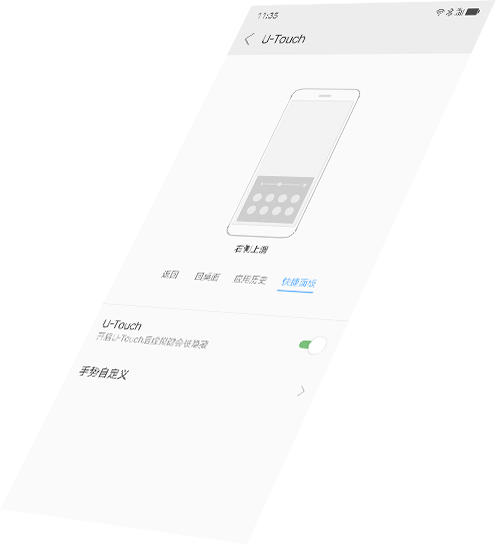 11:35
U-Touch
右侧上滑
返回 回桌面 应用历史 快捷面板
U-Touch
开启U-Touch后虚拟键会被隐藏
手势自定义